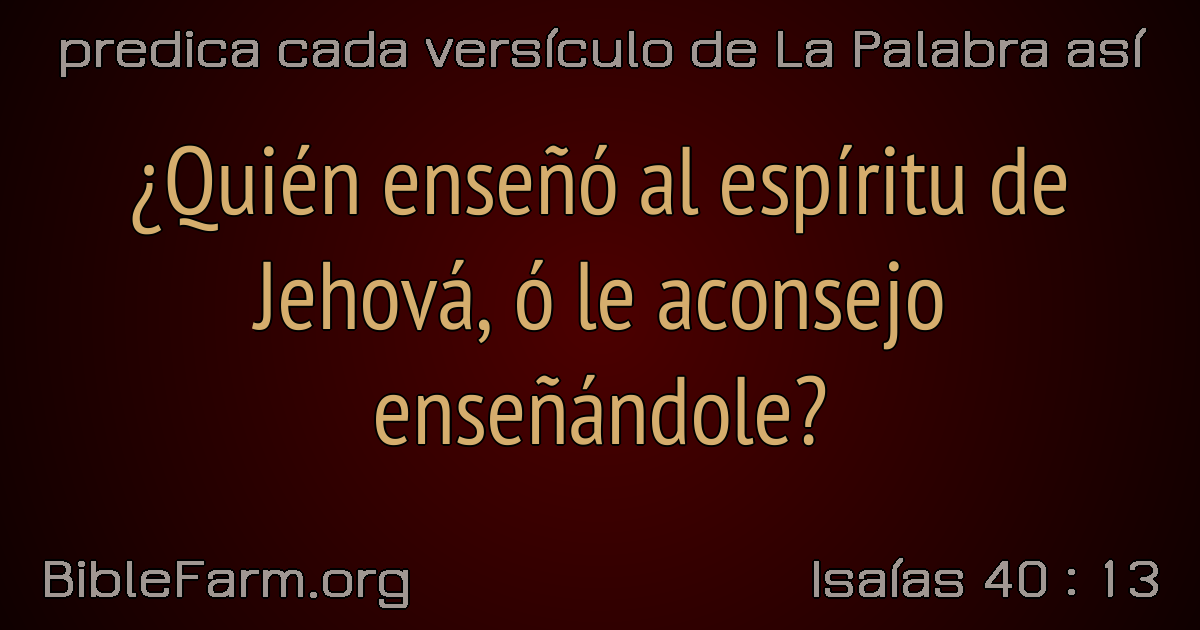 predica cada versículo de La Palabra así
¿Quién enseñó al espíritu de
Jehová, ó le aconsejo
enseñándole?
BibleFarm.org
Isaías 40 : 13